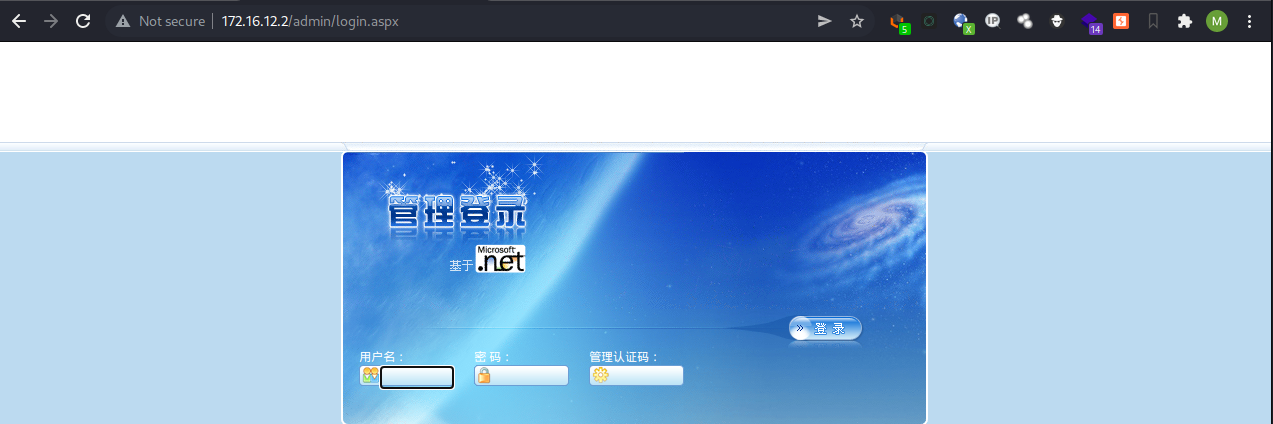 Not secure | 172.16.12.2/admin/login.aspx
5
X
IP
14
M
管理登录
基于 Microsoft .net
登 录
用户名：
密 码：
管理认证码：